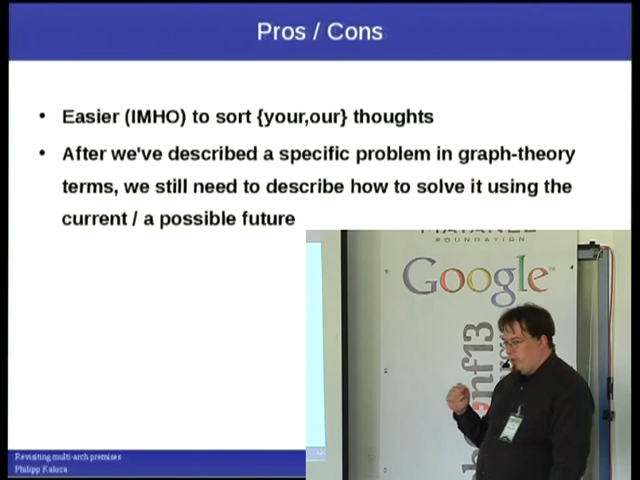 Pros / Cons
• Easier (IMHO) to sort {your,our} thoughts
• After we've described a specific problem in graph-theory
terms, we still need to describe how to solve it using the
current / a possible future
FOUNDATION
Google
nf13
Revisiting multi-arch premises
Philipp Kaluza